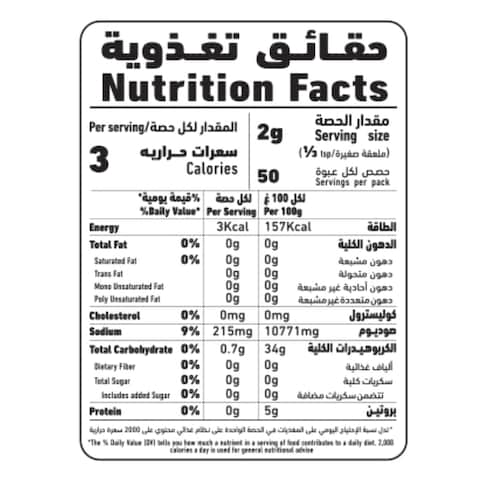 حقائق تغذوية
Nutrition Facts
Per serving/المقدار لكل حصة
3 سعرات حراريه
Calories
2g مقدار الحصة
Serving size
(ملعقة صغيرة/⅓ tsp)
50 حصص لكل عبوة
Servings per pack
%قيمة يومية* لكل حصة لكل 100 غ
%Daily Value* Per Serving Per 100g
Energy 3Kcal 157Kcal الطاقة
Total Fat 0% 0g 0g الدهون الكلية
Saturated Fat 0% 0g 0g دهون مشبعة
Trans Fat 0g 0g دهون متحولة
Mono Unsaturated Fat 0g 0g دهون أحادية غير مشبعة
Poly Unsaturated Fat 0g 0g دهون متعددة غير مشبعة
Cholesterol 0% 0mg 0mg كوليسترول
Sodium 9% 215mg 10771mg صوديوم
Total Carbohydrate 0% 0.7g 34g الكربوهيدرات الكلية
Dietary Fiber 0% 0g 0g ألياف غذائية
Total Sugar 0% 0g 0g سكريات كلية
Includes added Sugar 0% 0g 0g تتضمن سكريات مضافة
Protein 0% 0g 5g بروتين
*تدل نسبة الإحتياج اليومي على المغذيات في الحصة الواحدة على نظام غذائي محتوي على 2000 سعرة حرارية
*The % Daily Value (DV) tells you how much a nutrient in a serving of food contributes to a daily diet. 2,000
calories a day is used for general nutritional advice